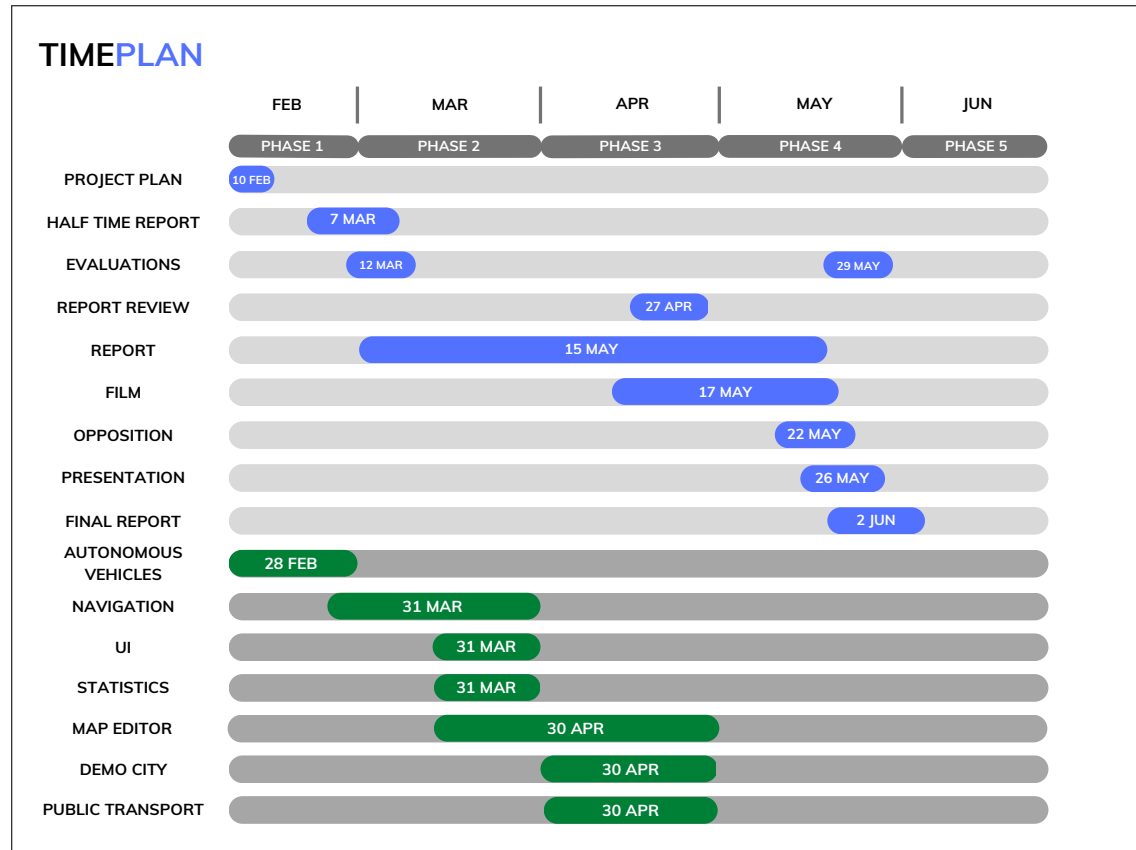 TIMEPLAN
FEB MAR APR MAY JUN
PHASE 1 PHASE 2 PHASE 3 PHASE 4 PHASE 5
PROJECT PLAN 10 FEB
HALF TIME REPORT 7 MAR
EVALUATIONS 12 MAR 29 MAY
REPORT REVIEW 27 APR
REPORT 15 MAY
FILM 17 MAY
OPPOSITION 22 MAY
PRESENTATION 26 MAY
FINAL REPORT 2 JUN
AUTONOMOUS
VEHICLES 28 FEB
NAVIGATION 31 MAR
UI 31 MAR
STATISTICS 31 MAR
MAP EDITOR 30 APR
DEMO CITY 30 APR
PUBLIC TRANSPORT 30 APR